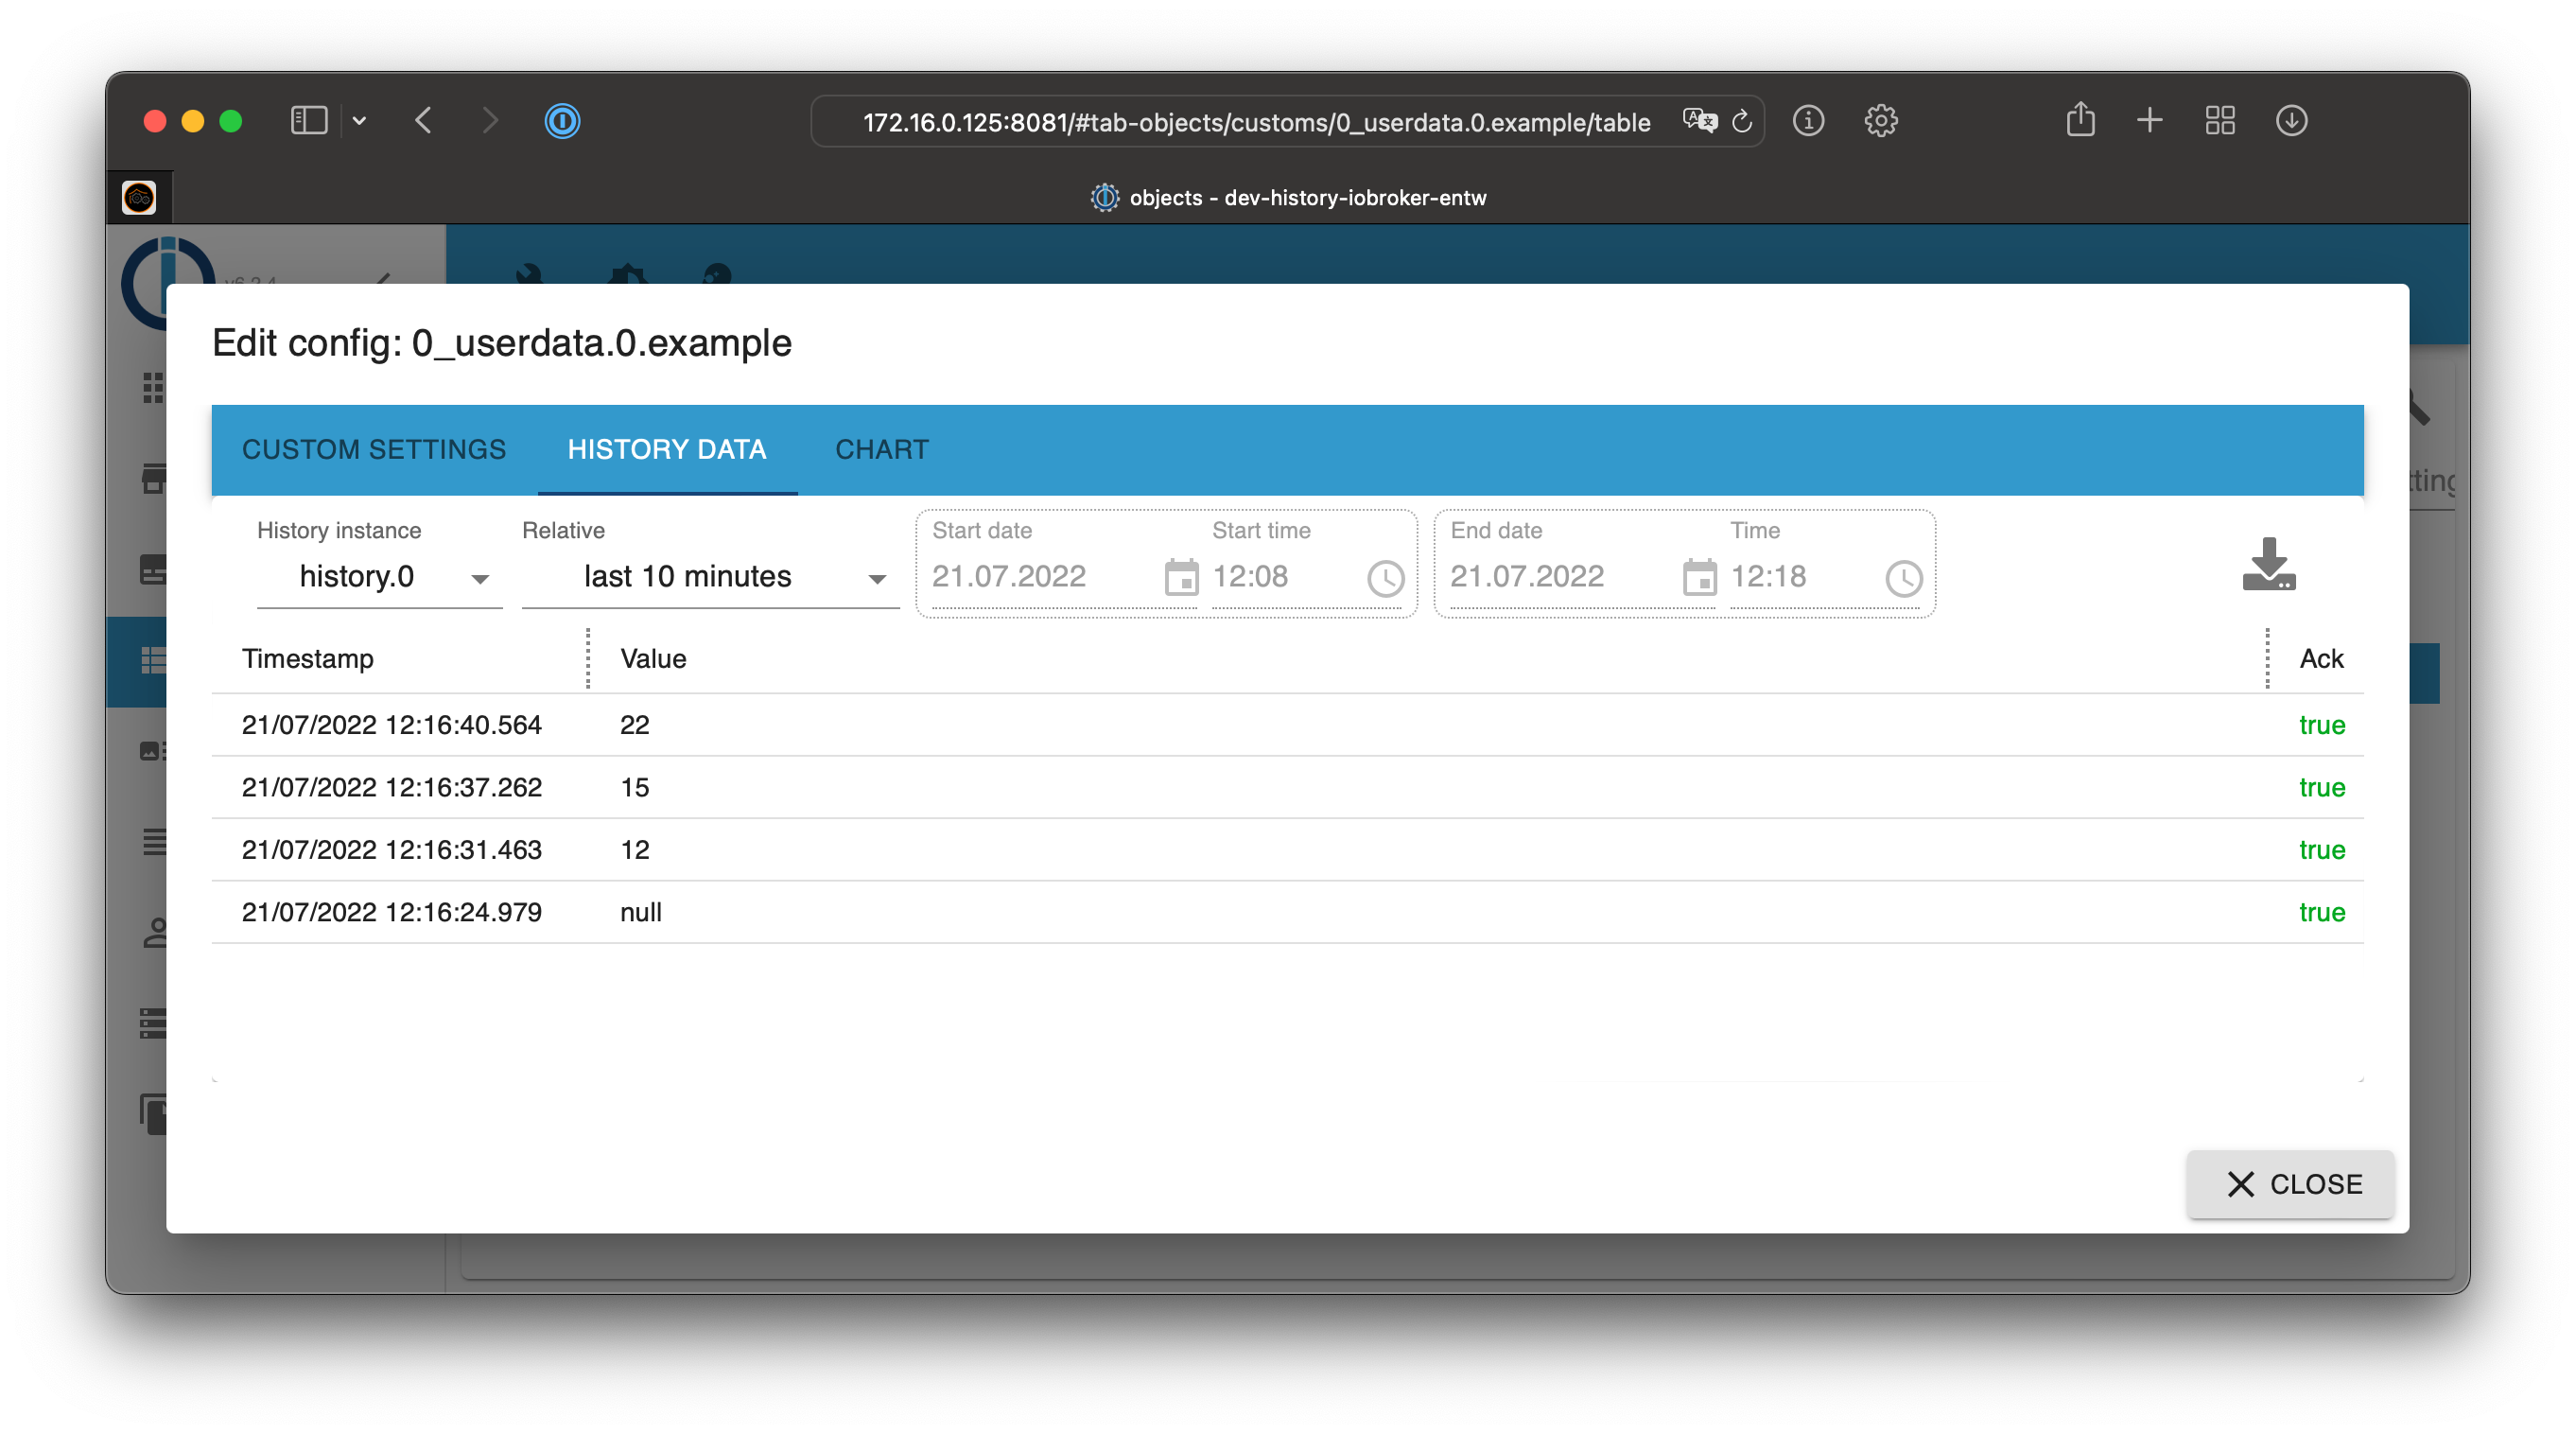 172.16.0.125:8081/#tab-objects/customs/0_userdata.0.example/table
objects - dev-history-iobroker-entw
Edit config: 0_userdata.0.example
CUSTOM SETTINGS HISTORY DATA CHART
History instance Relative Start date Start time End date Time
history.0 last 10 minutes 21.07.2022 12:08 21.07.2022 12:18
Timestamp Value Ack
21/07/2022 12:16:40.564 22 true
21/07/2022 12:16:37.262 15 true
21/07/2022 12:16:31.463 12 true
21/07/2022 12:16:24.979 null true
CLOSE